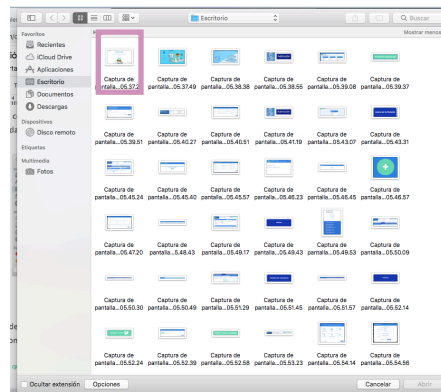 Escritorio
Buscar
Favoritos
Mostrar menos
Recientes
iCloud Drive
Aplicaciones
Escritorio
Documentos
Descargas
Dispositivos
Disco remoto
Etiquetas
Multimedia
Fotos
Captura de Captura de Captura de Captura de Captura de Captura de
pantalla...05.37.2 pantalla...05.37.49 pantalla...05.38.38 pantalla...05.38.55 pantalla...05.39.08 pantalla...05.39.37
Captura de Captura de Captura de Captura de Captura de Captura de
pantalla...05.39.51 pantalla...05.40.27 pantalla...05.40.51 pantalla...05.41.19 pantalla...05.43.07 pantalla...05.43.31
Captura de Captura de Captura de Captura de Captura de Captura de
pantalla...05.45.24 pantalla...05.45.40 pantalla...05.45.57 pantalla...05.46.23 pantalla...05.46.45 pantalla...05.46.57
Captura de Captura de Captura de Captura de Captura de Captura de
pantalla...05.47.20 pantalla...5.48.43 pantalla...05.49.17 pantalla...05.49.43 pantalla...05.49.53 pantalla...05.50.09
Captura de Captura de Captura de Captura de Captura de Captura de
pantalla...05.50.30 pantalla...05.50.49 pantalla...05.51.29 pantalla...05.51.45 pantalla...05.51.57 pantalla...05.52.14
Captura de Captura de Captura de Captura de Captura de Captura de
pantalla...05.52.24 pantalla...05.52.39 pantalla...05.52.58 pantalla...05.53.23 pantalla...05.54.14 pantalla...05.54.56
Ocultar extensión Opciones Cancelar Abrir